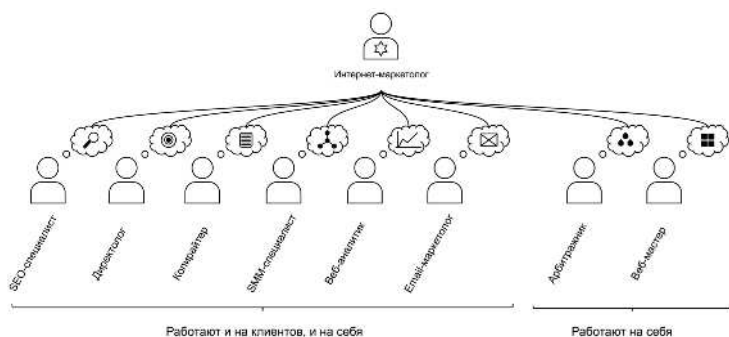 Интернет-маркетолог
SEO-специалист
Директолог
Копирайтер
SMM-специалист
Веб-аналитик
Email-маркетолог
Арбитражник
Веб-мастер
Работают и на клиентов, и на себя
Работают на себя